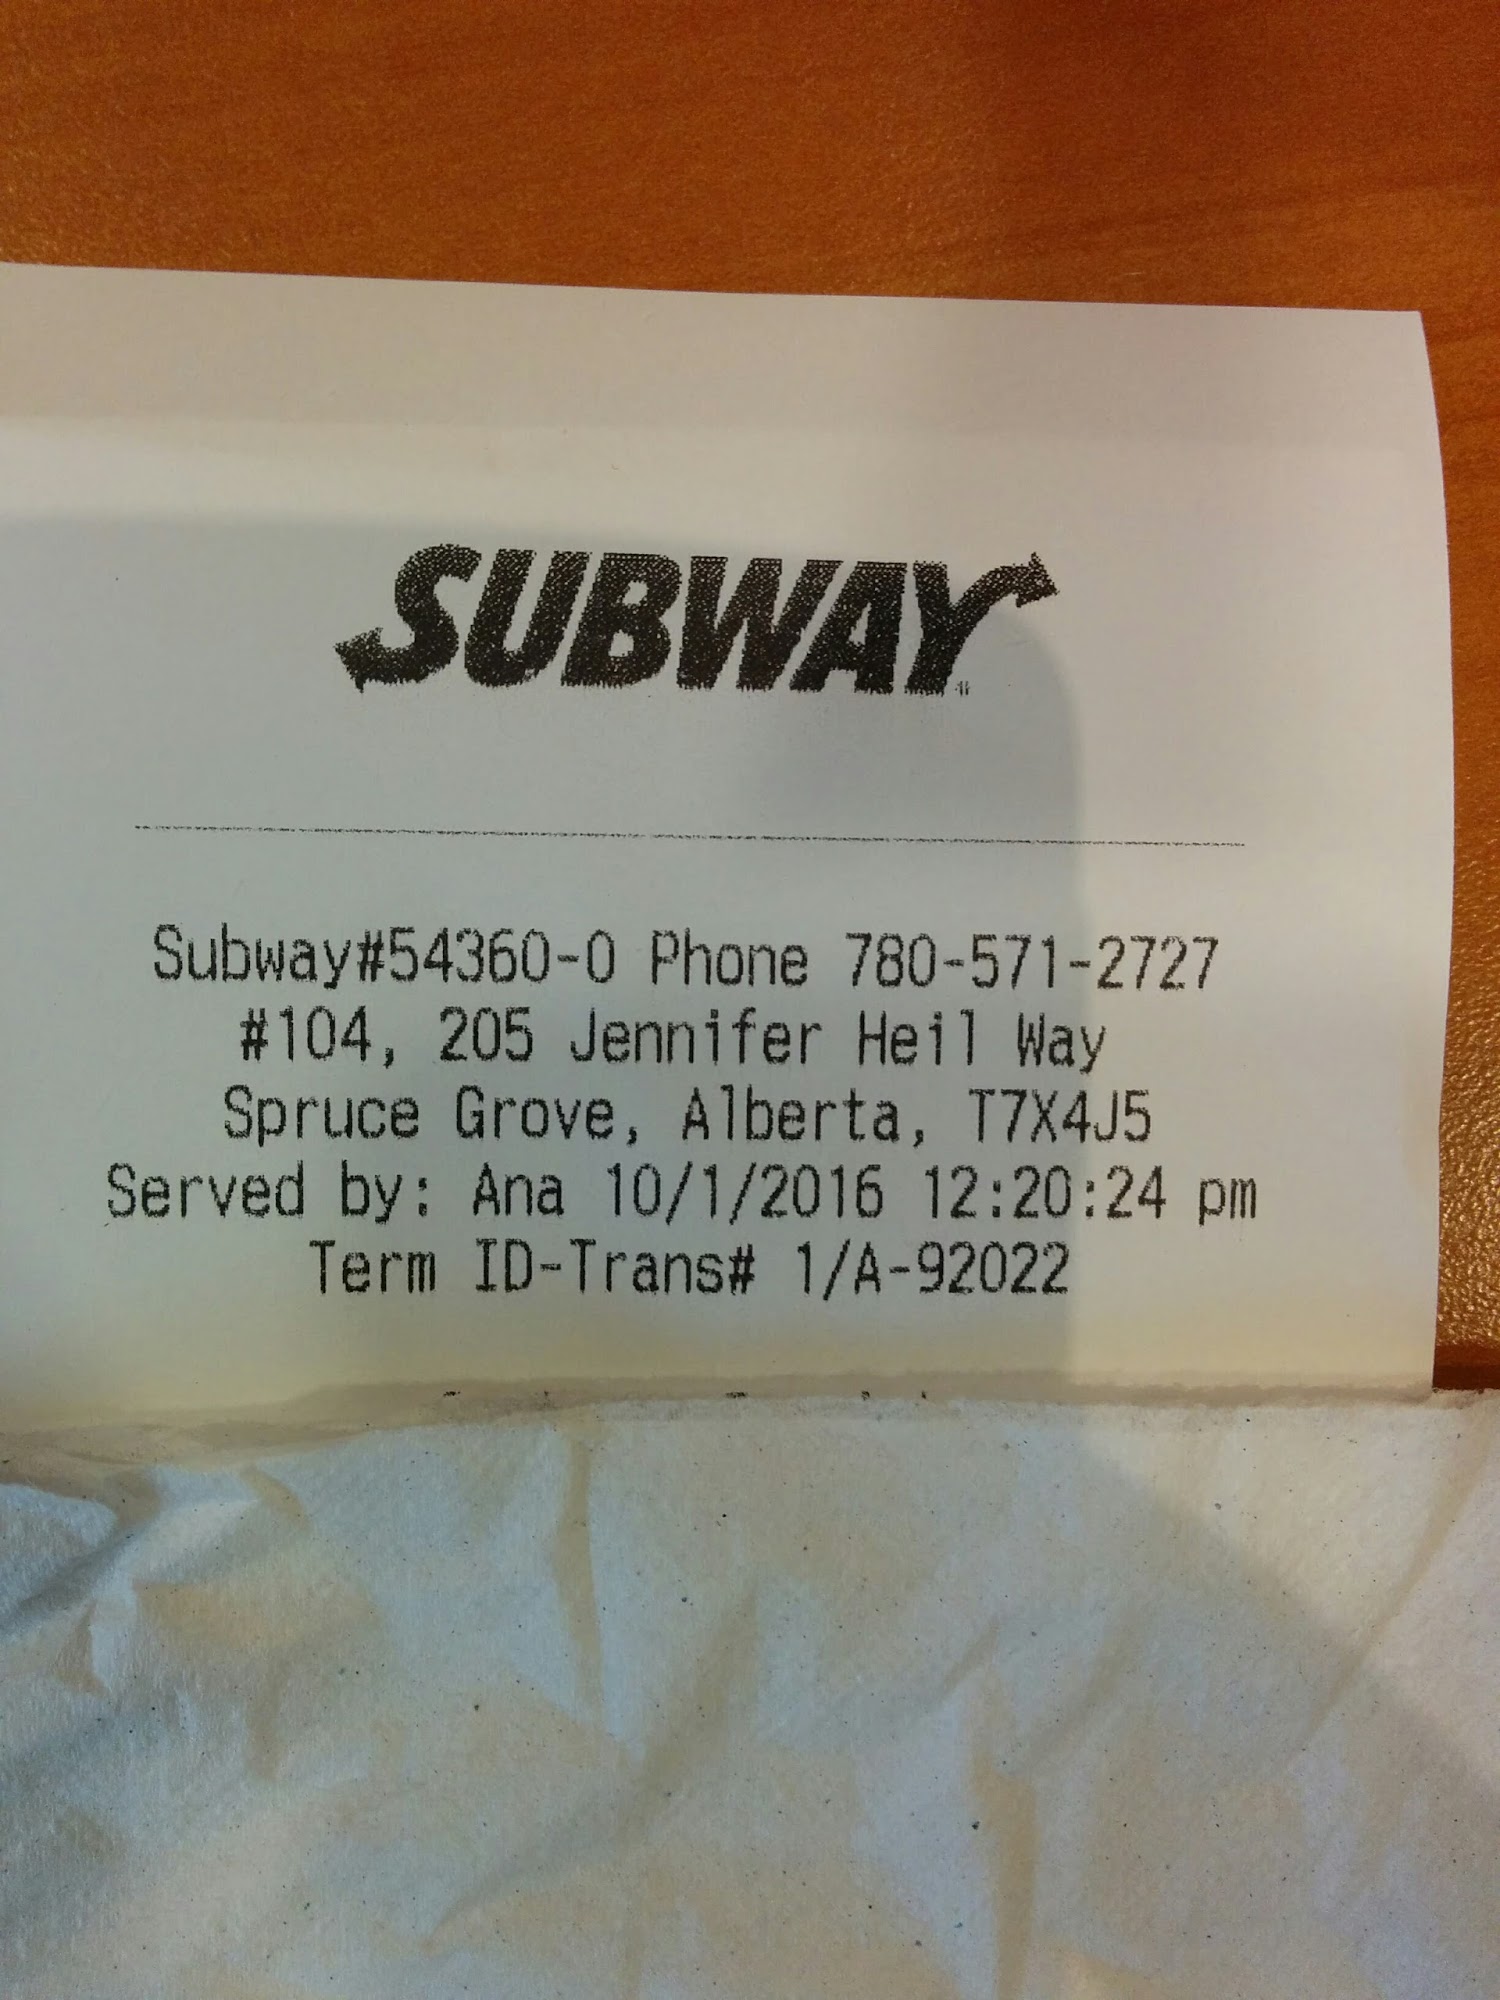 SUBWAY
Subway#54360-0 Phone 780-571-2727
#104, 205 Jennifer Heil Way
Spruce Grove, Alberta, T7X4J5
Served by: Ana 10/1/2016 12:20:24 pm
Term ID-Trans# 1/A-92022